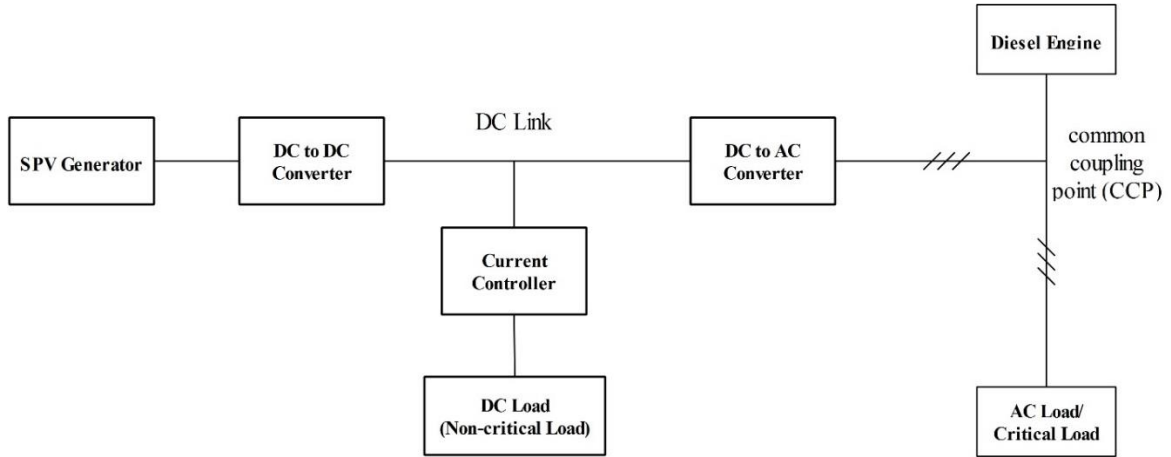 Diesel Engine
DC Link
SPV Generator
DC to DC
Converter
DC to AC
Converter
common
coupling
point (CCP)
Current
Controller
DC Load
(Non-critical Load)
AC Load/
Critical Load